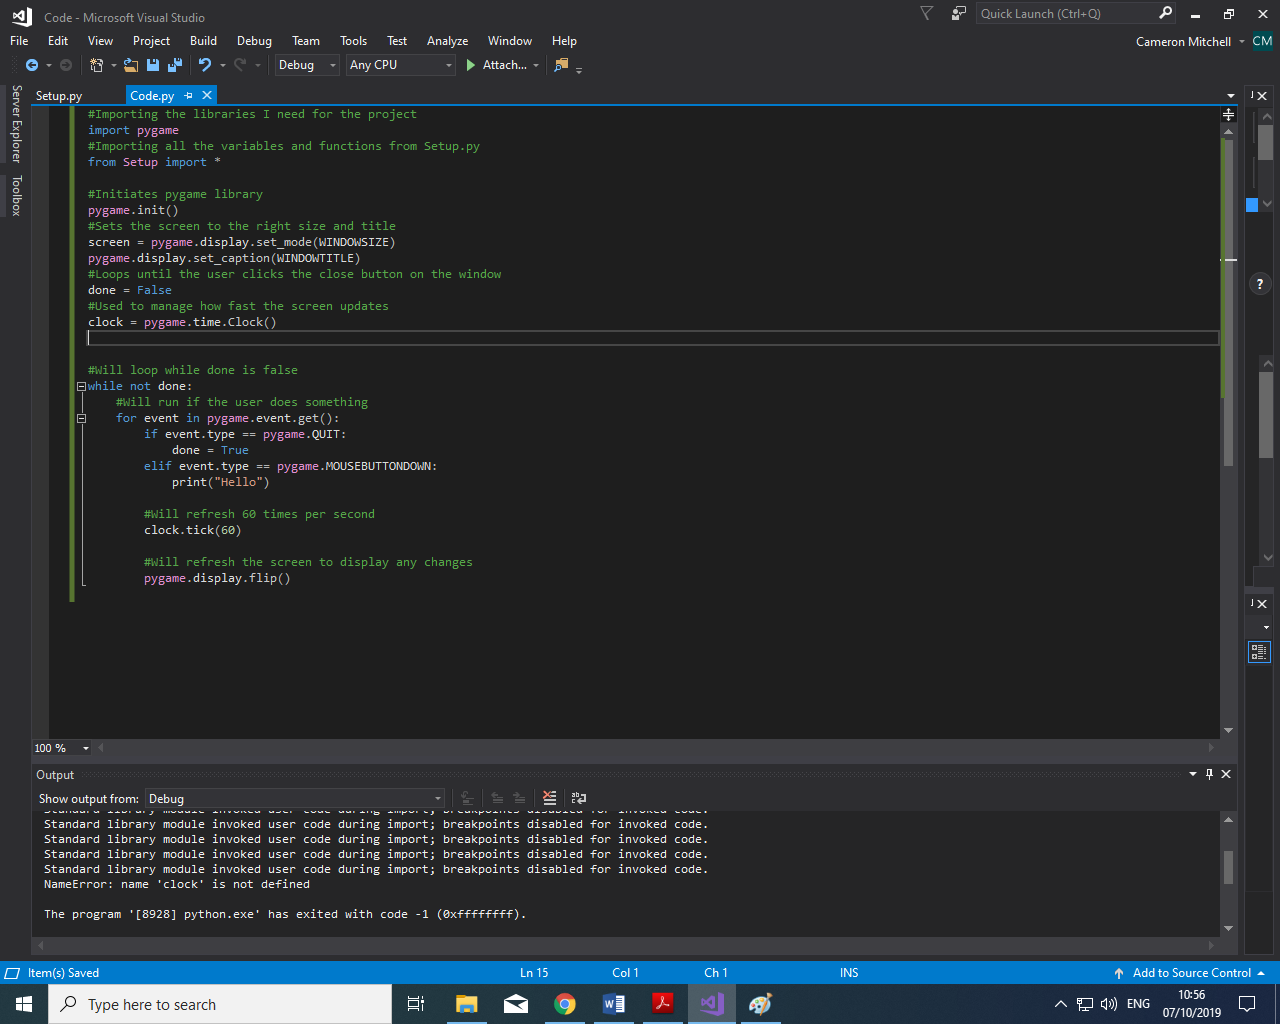 Code - Microsoft Visual Studio
Quick Launch (Ctrl+Q)
File Edit View Project Build Debug Team Tools Test Analyze Window Help
Cameron Mitchell CM
Debug Any CPU Attach...
Server Explorer
Toolbox
Setup.py Code.py
#Importing the libraries I need for the project
import pygame
#Importing all the variables and functions from Setup.py
from Setup import *
#Initiates pygame library
pygame.init()
#Sets the screen to the right size and title
screen = pygame.display.set_mode(WINDOWSIZE)
pygame.display.set_caption(WINDOWTITLE)
#Loops until the user clicks the close button on the window
done = False
#Used to manage how fast the screen updates
clock = pygame.time.Clock()
#Will loop while done is false
while not done:
#Will run if the user does something
for event in pygame.event.get():
if event.type == pygame.QUIT:
done = True
elif event.type == pygame.MOUSEBUTTONDOWN:
print("Hello")
#Will refresh 60 times per second
clock.tick(60)
#Will refresh the screen to display any changes
pygame.display.flip()
100 %
Output
Show output from: Debug
Standard library module invoked user code during import; breakpoints disabled for invoked code.
Standard library module invoked user code during import; breakpoints disabled for invoked code.
Standard library module invoked user code during import; breakpoints disabled for invoked code.
Standard library module invoked user code during import; breakpoints disabled for invoked code.
Standard library module invoked user code during import; breakpoints disabled for invoked code.
NameError: name 'clock' is not defined
The program '[8928] python.exe' has exited with code -1 (0xffffffff).
Item(s) Saved Ln 15 Col 1 Ch 1 INS Add to Source Control
Type here to search
ENG
10:56
07/10/2019